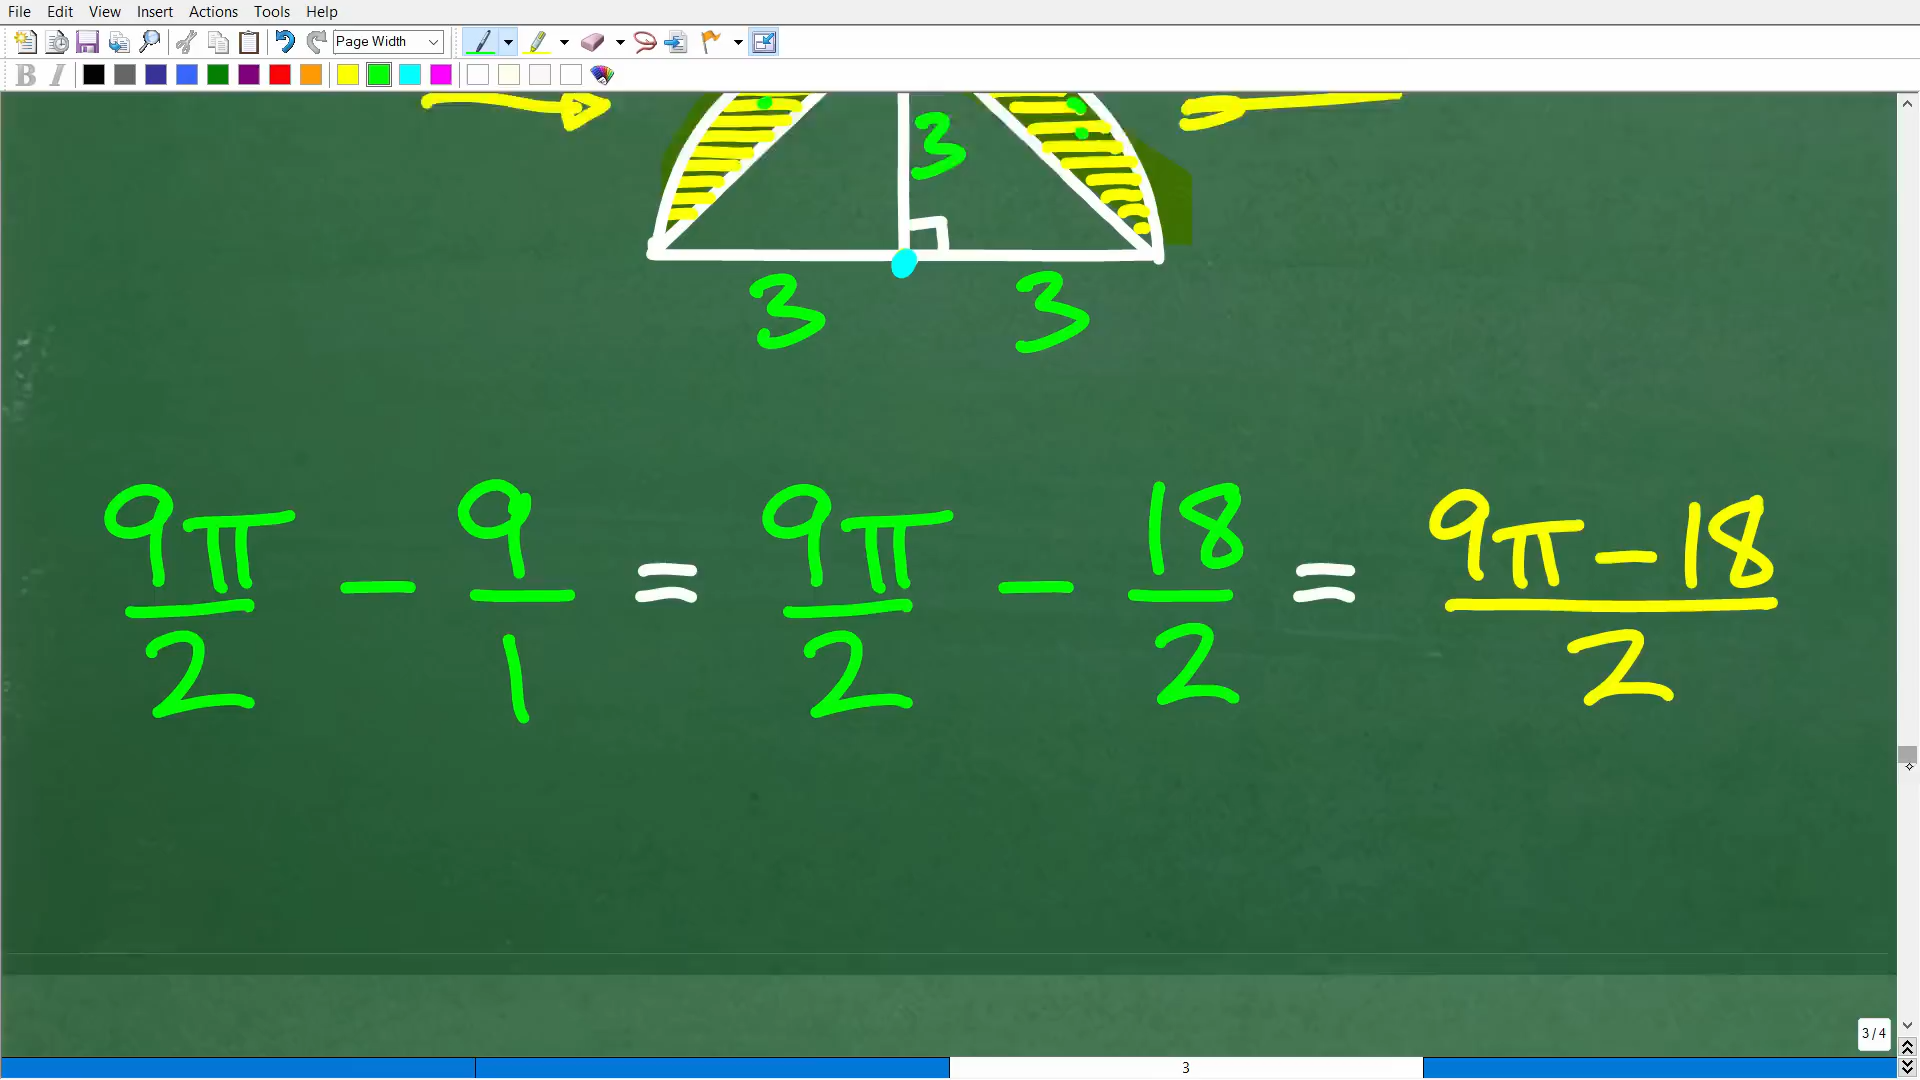 File Edit View Insert Actions Tools Help
Page Width
B I
3
3 3
9π/2 - 9/1 = 9π/2 - 18/2 = 9π-18/2
3/4
3